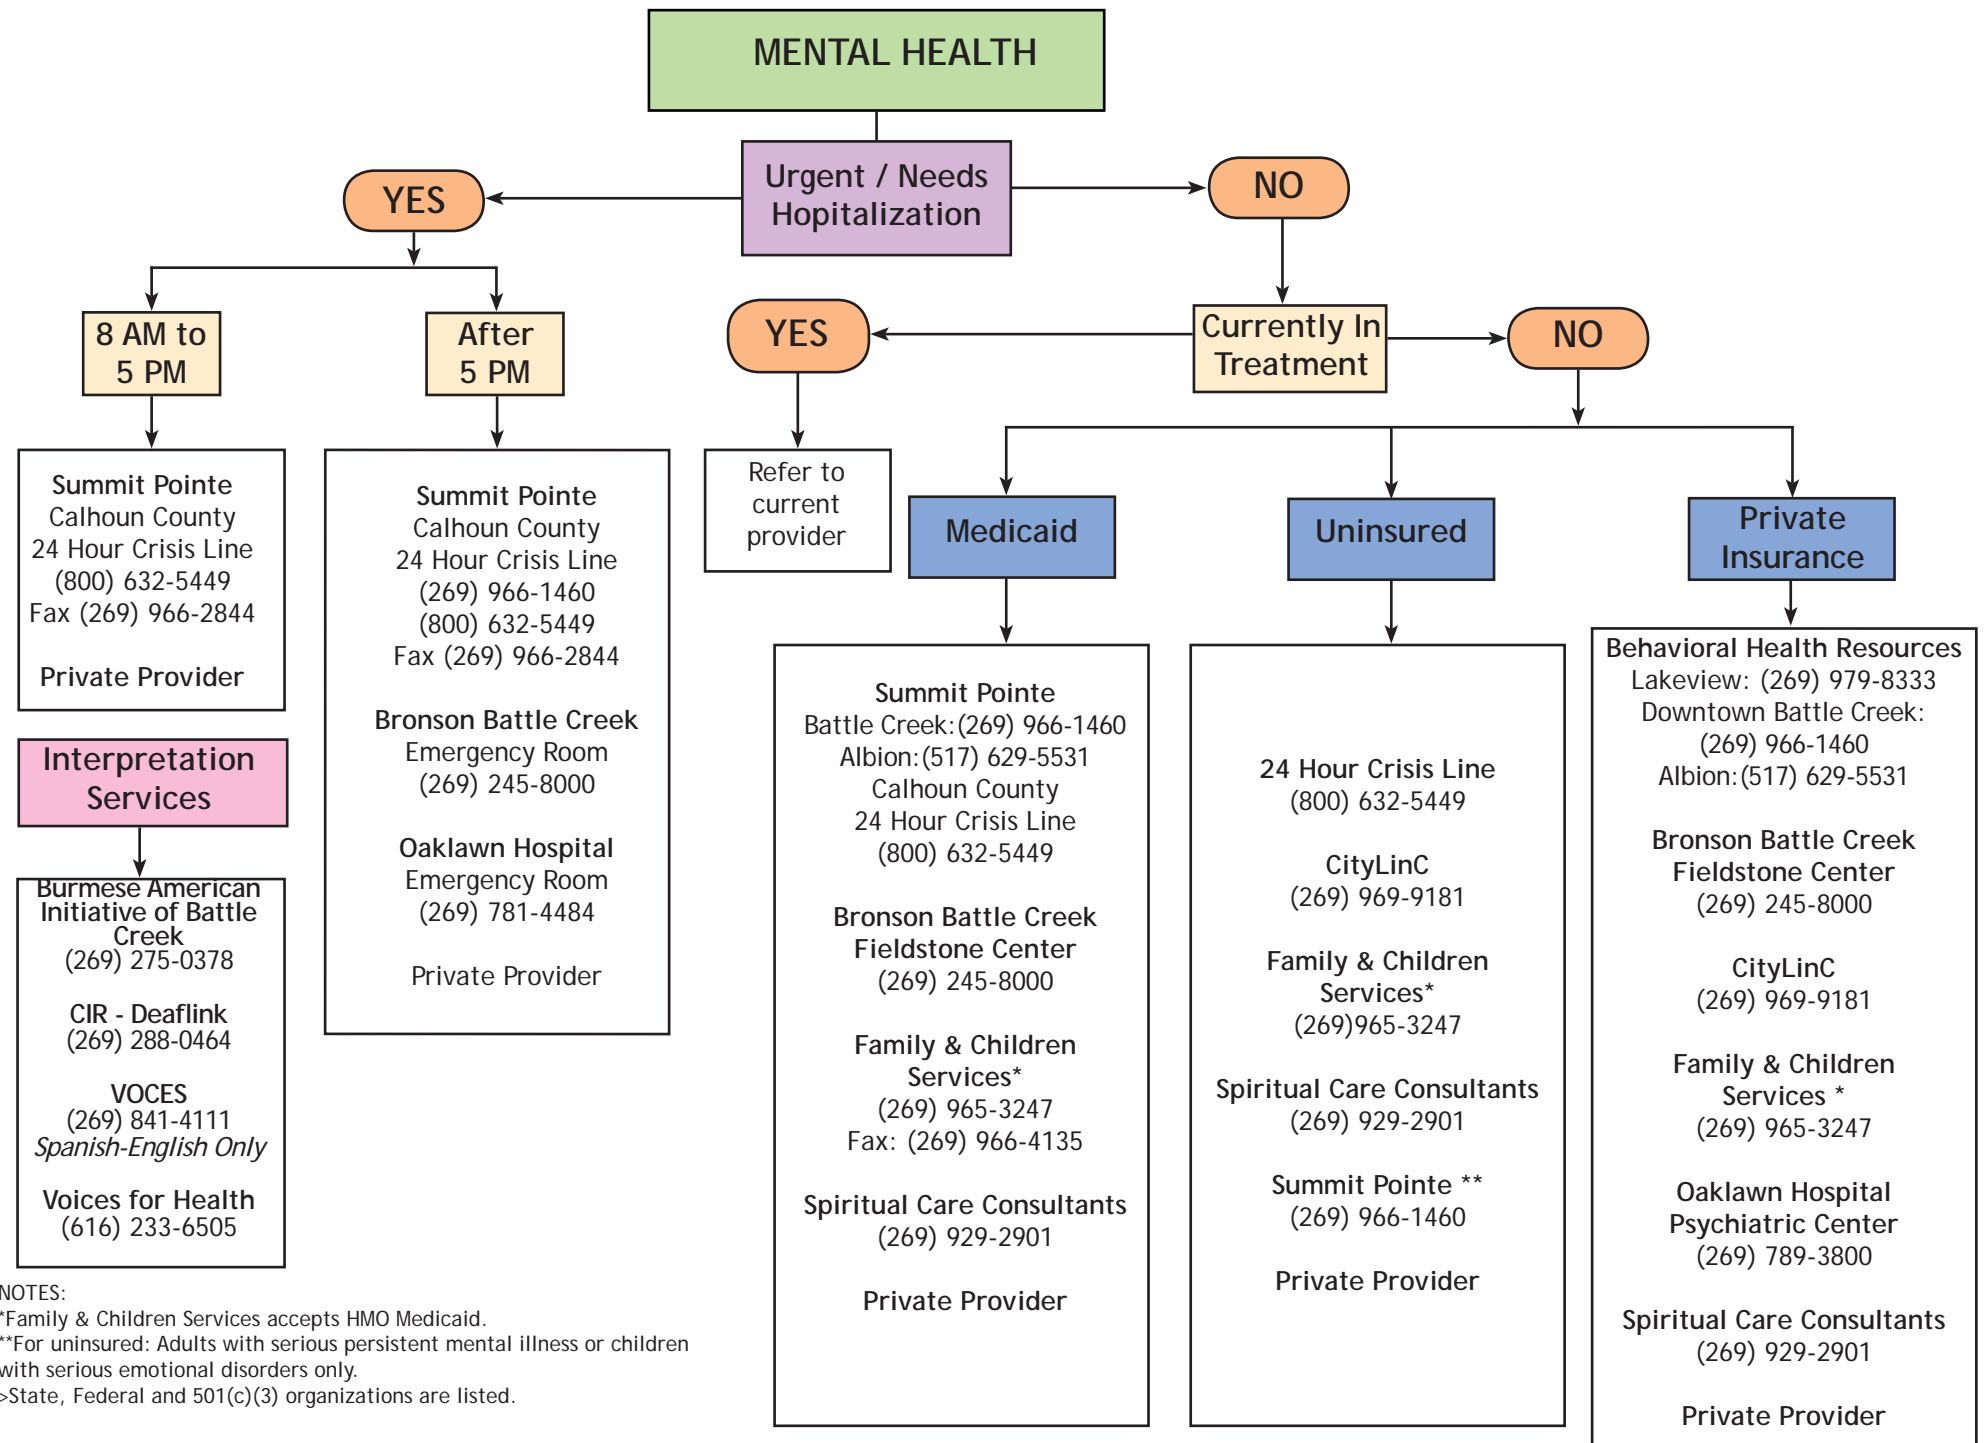 MENTAL HEALTH
Urgent / Needs
Hopitalization
YES
NO
8 AM to
5 PM
After
5 PM
YES
Currently In
Treatment
NO
Summit Pointe
Calhoun County
24 Hour Crisis Line
(800) 632-5449
Fax (269) 966-2844
Private Provider
Summit Pointe
Calhoun County
24 Hour Crisis Line
(269) 966-1460
(800) 632-5449
Fax (269) 966-2844
Bronson Battle Creek
Emergency Room
(269) 245-8000
Oaklawn Hospital
Emergency Room
(269) 781-4484
Private Provider
Refer to
current
provider
Medicaid
Uninsured
Private
Insurance
Interpretation
Services
Burmese American
Initiative of Battle
Creek
(269) 275-0378
CIR - Deaflink
(269) 288-0464
VOCES
(269) 841-4111
Spanish-English Only
Voices for Health
(616) 233-6505
Summit Pointe
Battle Creek:(269) 966-1460
Albion:(517) 629-5531
Calhoun County
24 Hour Crisis Line
(800) 632-5449
Bronson Battle Creek
Fieldstone Center
(269) 245-8000
Family & Children
Services*
(269) 965-3247
Fax: (269) 966-4135
Spiritual Care Consultants
(269) 929-2901
Private Provider
24 Hour Crisis Line
(800) 632-5449
CityLinC
(269) 969-9181
Family & Children
Services*
(269)965-3247
Spiritual Care Consultants
(269) 929-2901
Summit Pointe **
(269) 966-1460
Private Provider
Behavioral Health Resources
Lakeview: (269) 979-8333
Downtown Battle Creek:
(269) 966-1460
Albion:(517) 629-5531
Bronson Battle Creek
Fieldstone Center
(269) 245-8000
CityLinC
(269) 969-9181
Family & Children
Services *
(269) 965-3247
Oaklawn Hospital
Psychiatric Center
(269) 789-3800
Spiritual Care Consultants
(269) 929-2901
Private Provider
NOTES:
*Family & Children Services accepts HMO Medicaid.
**For uninsured: Adults with serious persistent mental illness or children
with serious emotional disorders only.
>State, Federal and 501(c)(3) organizations are listed.